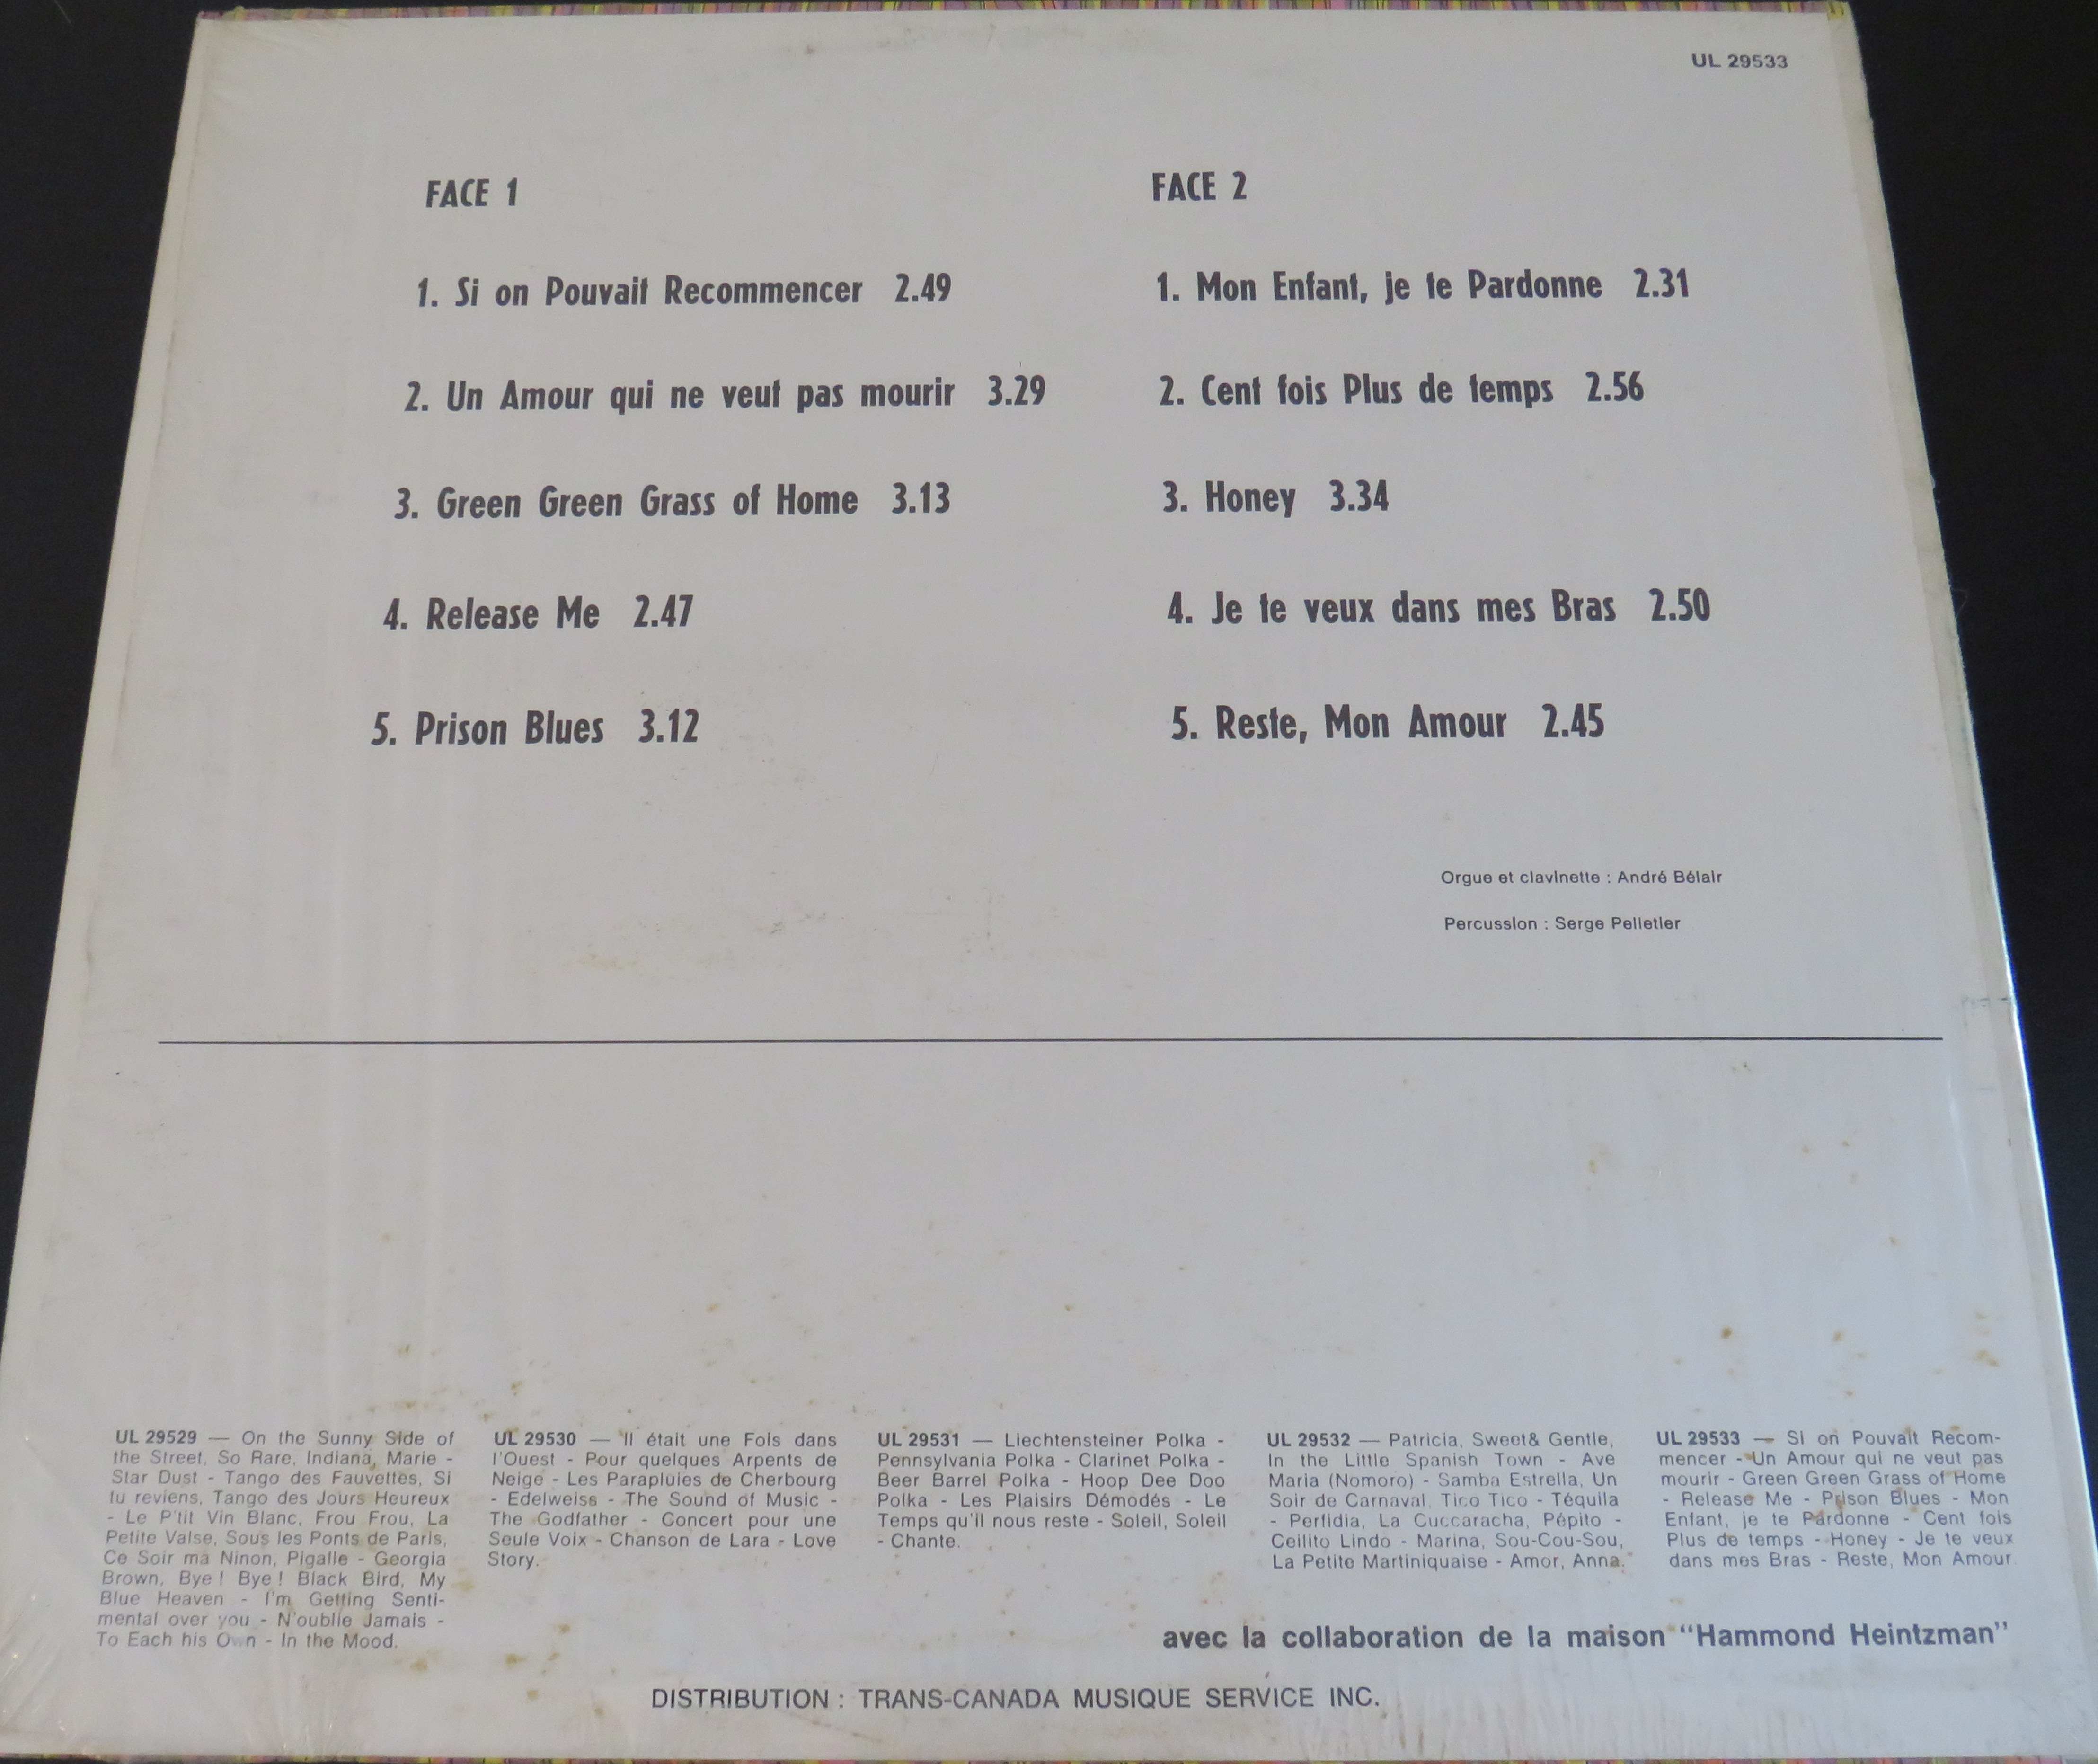 UL 29533
FACE 1
1. Si on Pouvait Recommencer 2.49
2. Un Amour qui ne veut pas mourir 3.29
3. Green Green Grass of Home 3.13
4. Release Me 2.47
5. Prison Blues 3.12
FACE 2
1. Mon Enfant, je te Pardonne 2.31
2. Cent fois Plus de temps 2.56
3. Honey 3.34
4. Je te veux dans mes Bras 2.50
5. Reste, Mon Amour 2.45
Orgue et clavinette : André Bélair
Percussion : Serge Pelletier
UL 29529 — On the Sunny Side of
the Street, So Rare, Indiana, Marie -
Star Dust - Tango des Fauvettes, Si
tu reviens, Tango des Jours Heureux
- Le P'tit Vin Blanc, Frou Frou, La
Petite Valse, Sous les Ponts de Paris,
Ce Soir ma Ninon, Pigalle - Georgia
Brown, Bye ! Bye ! Black Bird, My
Blue Heaven - I'm Getting Senti-
mental over you - N'oublie Jamais -
To Each his Own - In the Mood.
UL 29530 — Il était une Fois dans
l'Ouest - Pour quelques Arpents de
Neige - Les Parapluies de Cherbourg
- Edelweiss - The Sound of Music -
The Godfather - Concert pour une
Seule Voix - Chanson de Lara - Love
Story.
UL 29531 — Liechtensteiner Polka -
Pennsylvania Polka - Clarinet Polka -
Beer Barrel Polka - Hoop Dee Doo
Polka - Les Plaisirs Démodés - Le
Temps qu'il nous reste - Soleil, Soleil
- Chante.
UL 29532 — Patricia, Sweet& Gentle,
In the Little Spanish Town - Ave
Maria (Nomoro) - Samba Estrella, Un
Soir de Carnaval, Tico Tico - Téquila
- Perfidia, La Cuccaracha, Pépito -
Ceilito Lindo - Marina, Sou-Cou-Sou,
La Petite Martiniquaise - Amor, Anna.
UL 29533 — Si on Pouvait Recom-
mencer - Un Amour qui ne veut pas
mourir - Green Green Grass of Home
- Release Me - Prison Blues - Mon
Enfant, je te Pardonne - Cent fois
Plus de temps - Honey - Je te veux
dans mes Bras - Reste, Mon Amour
avec la collaboration de la maison "Hammond Heintzman"
DISTRIBUTION : TRANS-CANADA MUSIQUE SERVICE INC.